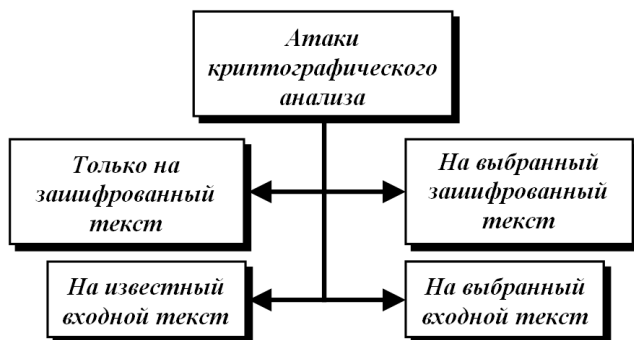 Атаки
криптографического
анализа
Только на
зашифрованный
текст
На выбранный
зашифрованный
текст
На известный
входной текст
На выбранный
входной текст